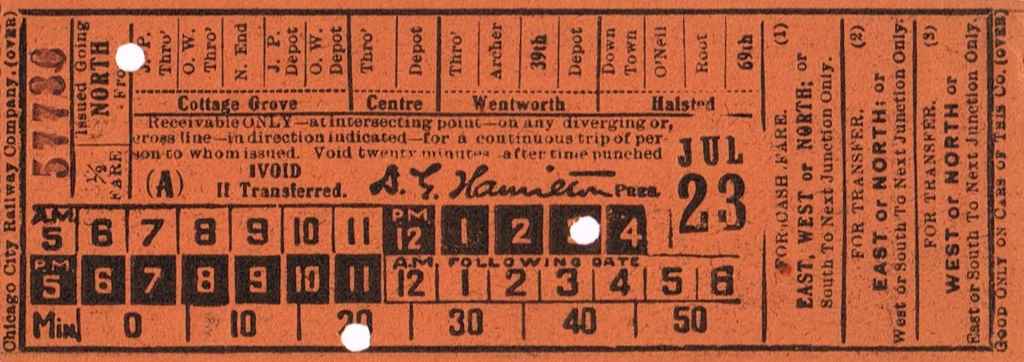 Chicago City Railway Company. (OVER)
57780
Issued Going
NORTH
From
1/2
FARE.
J. P. Thro'
O. W. Thro'
N. End
J. P. Depot
O. W. Depot
Thro'
Depot
Thro'
Archer
39th
Depot
Down Town
O'Neil
Root
69th
Cottage Grove
Centre
Wentworth
Halsted
Receivable ONLY—at intersecting point—on any diverging or,
cross line—in direction indicated—for a continuous trip of per-
son to whom issued. Void twenty minutes after time punched
(A)
VOID
If Transferred.
D. G. Hamilton PRES
JUL
23
A M 5 6 7 8 9 10 11 P M 12 1 2 3 4
P M 5 6 7 8 9 10 11 A M 12 1 2 3 4 5 6
FOLLOWING DATE
Min. 0 10 20 30 40 50
(1)
FOR CASH FARE.
EAST, WEST or NORTH; or
South To Next Junction Only.
(2)
FOR TRANSFER.
EAST or NORTH; or
West or South To Next Junction Only.
(3)
FOR TRANSFER.
WEST or NORTH or
East or South To Next Junction Only.
GOOD ONLY ON CARS OF THIS CO. (OVER)